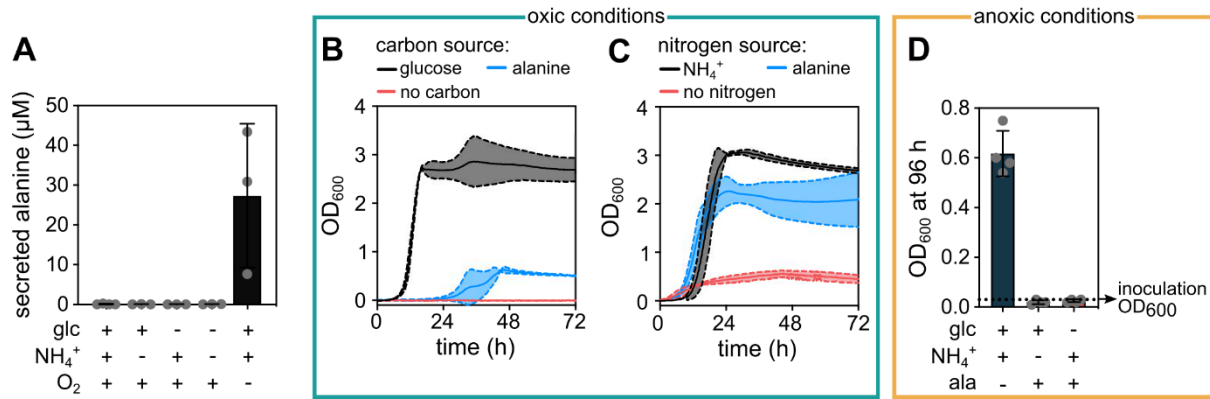 oxic conditions
anoxic conditions
A
secreted alanine (µM)
50
40
30
20
10
0
glc + + - - +
NH₄⁺ + - + - +
O₂ + + + + -
B
carbon source:
glucose alanine
no carbon
OD₆₀₀
4
3
2
1
0
0 24 48 72
time (h)
C
nitrogen source:
NH₄⁺ alanine
no nitrogen
OD₆₀₀
4
3
2
1
0
0 24 48 72
time (h)
D
OD₆₀₀ at 96 h
0.8
0.6
0.4
0.2
0.0
inoculation
OD₆₀₀
glc + + -
NH₄⁺ + - +
ala - + +